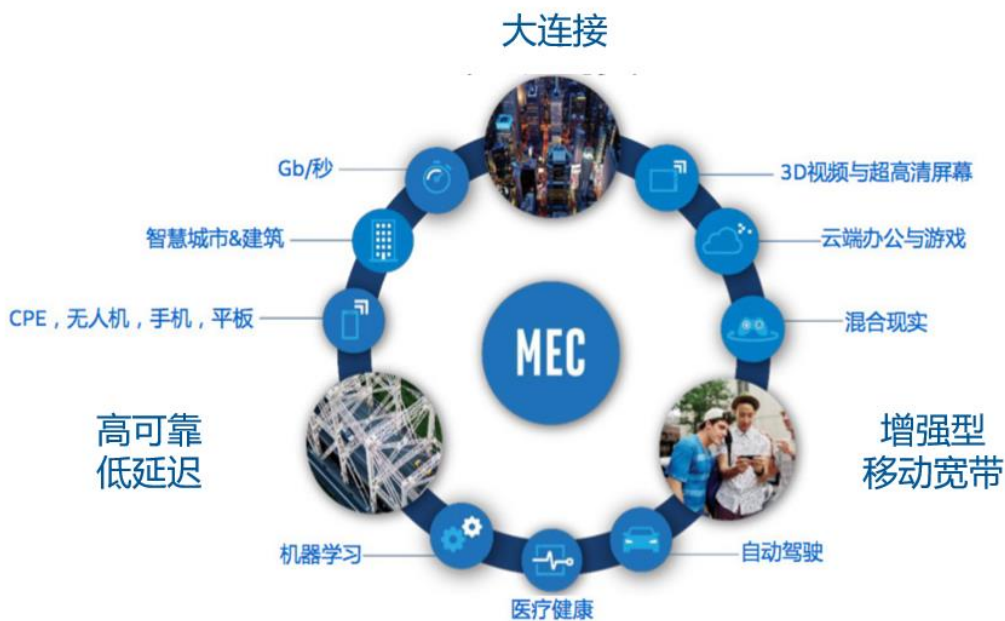 大连接
Gb/秒
3D视频与超高清屏幕
智慧城市&建筑
云端办公与游戏
CPE，无人机，手机，平板
混合现实
MEC
高可靠
低延迟
增强型
移动宽带
机器学习
自动驾驶
医疗健康